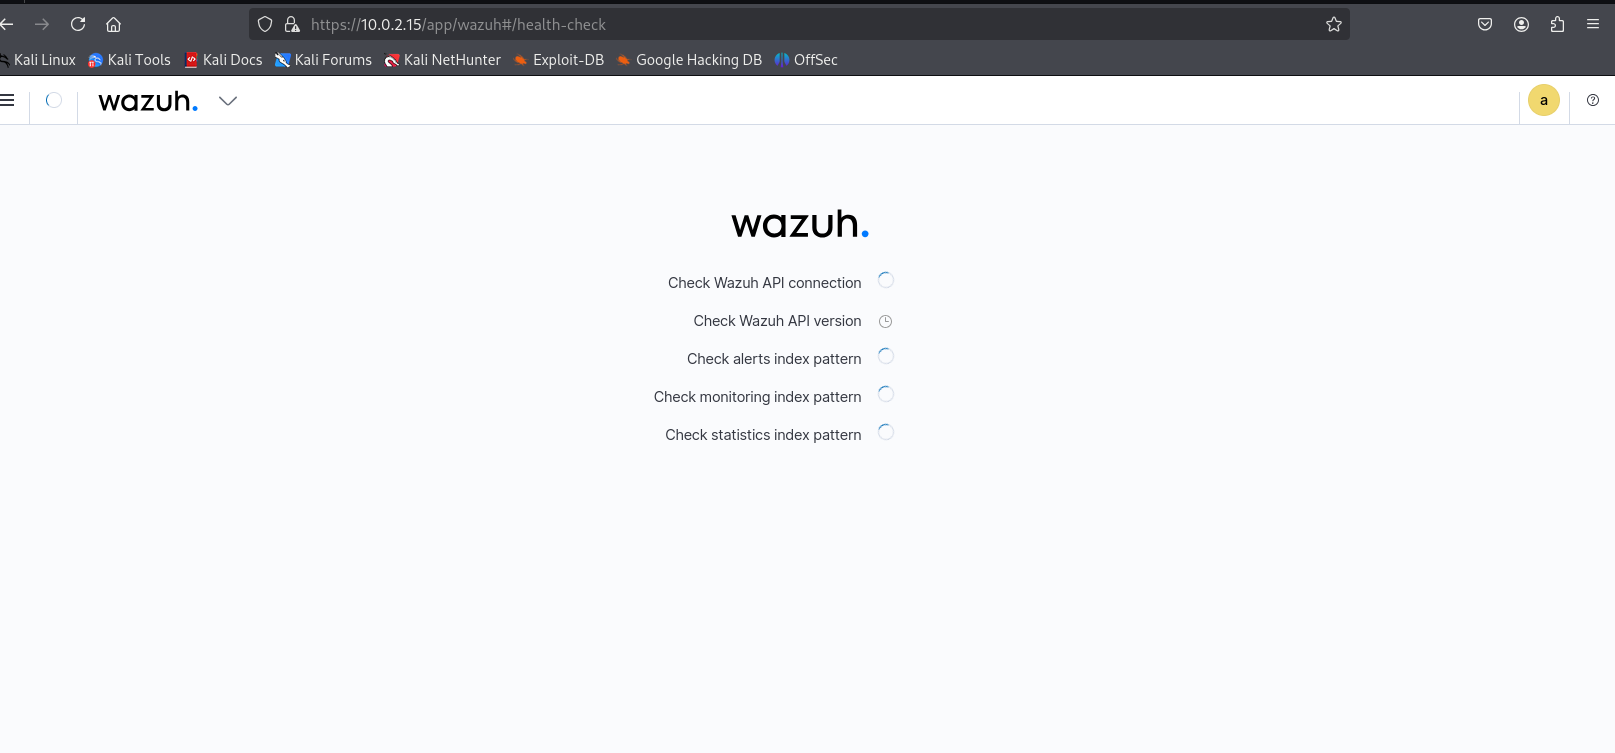 https://10.0.2.15/app/wazuh#/health-check
Kali Linux Kali Tools Kali Docs Kali Forums Kali NetHunter Exploit-DB Google Hacking DB OffSec
wazuh. a
wazuh.
Check Wazuh API connection
Check Wazuh API version
Check alerts index pattern
Check monitoring index pattern
Check statistics index pattern